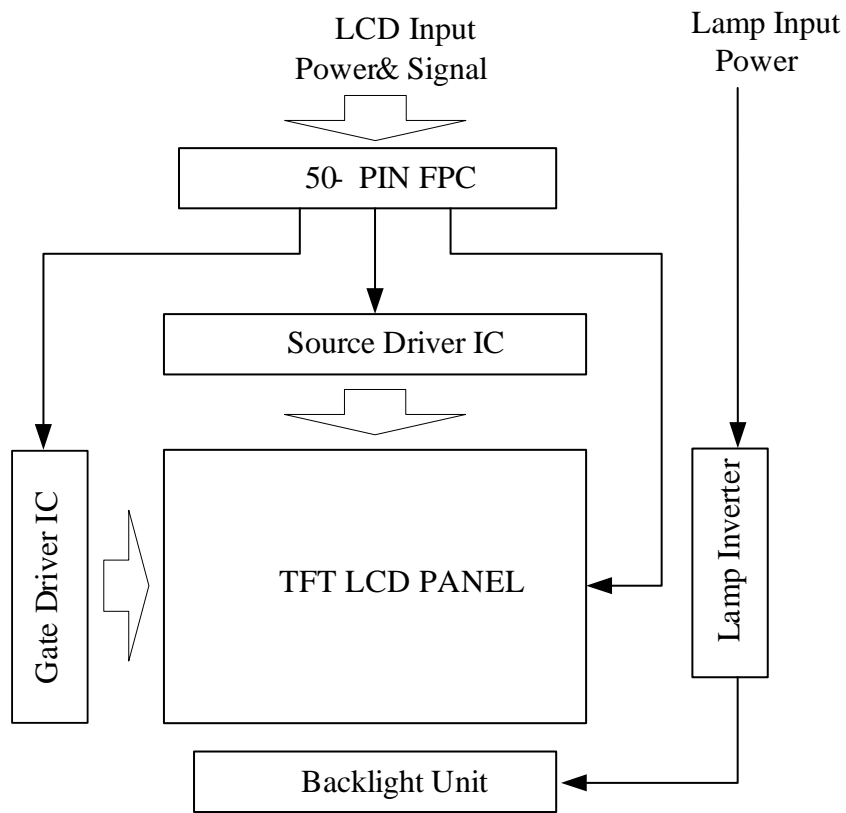 LCD Input
Power& Signal
Lamp Input
Power
50- PIN FPC
Source Driver IC
Gate Driver IC
TFT LCD PANEL
Lamp Inverter
Backlight Unit